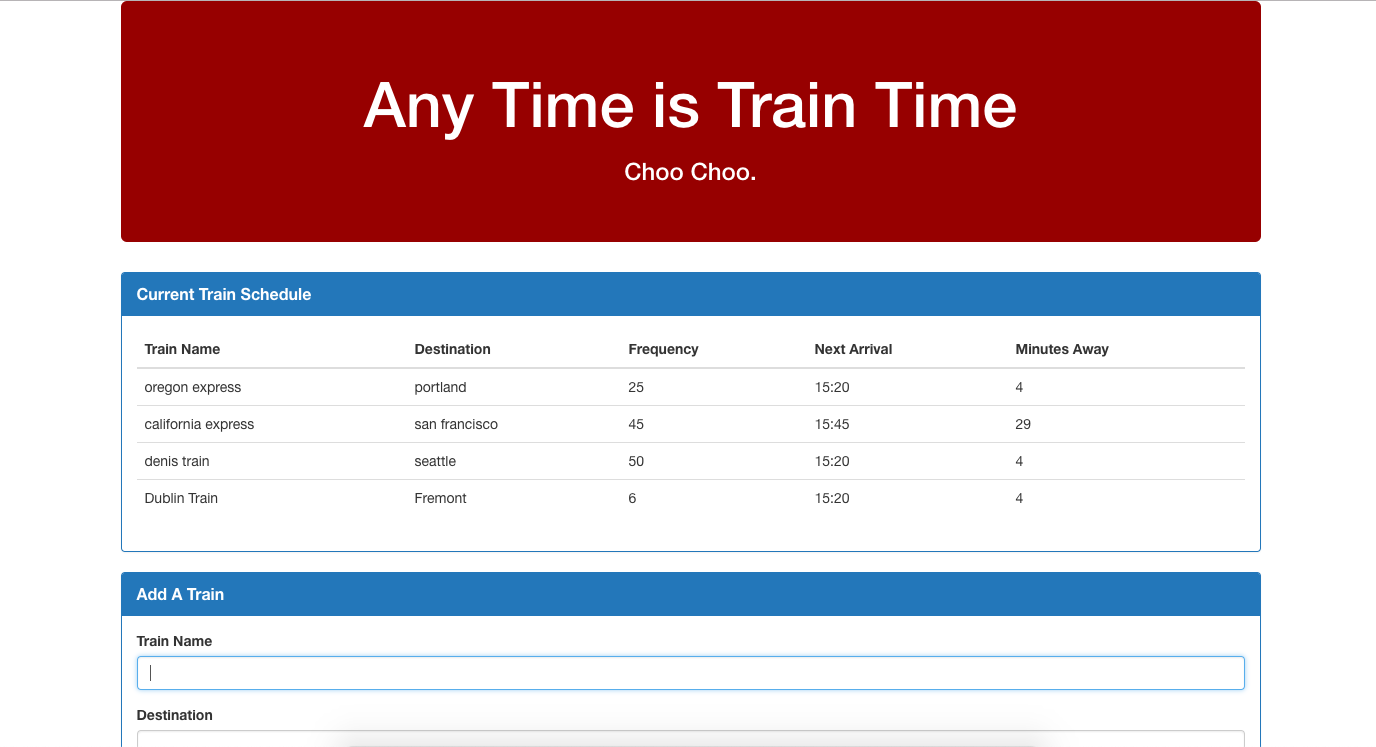 Any Time is Train Time
Choo Choo.
Current Train Schedule
Train Name Destination Frequency Next Arrival Minutes Away
oregon express portland 25 15:20 4
california express san francisco 45 15:45 29
denis train seattle 50 15:20 4
Dublin Train Fremont 6 15:20 4
Add A Train
Train Name
Destination